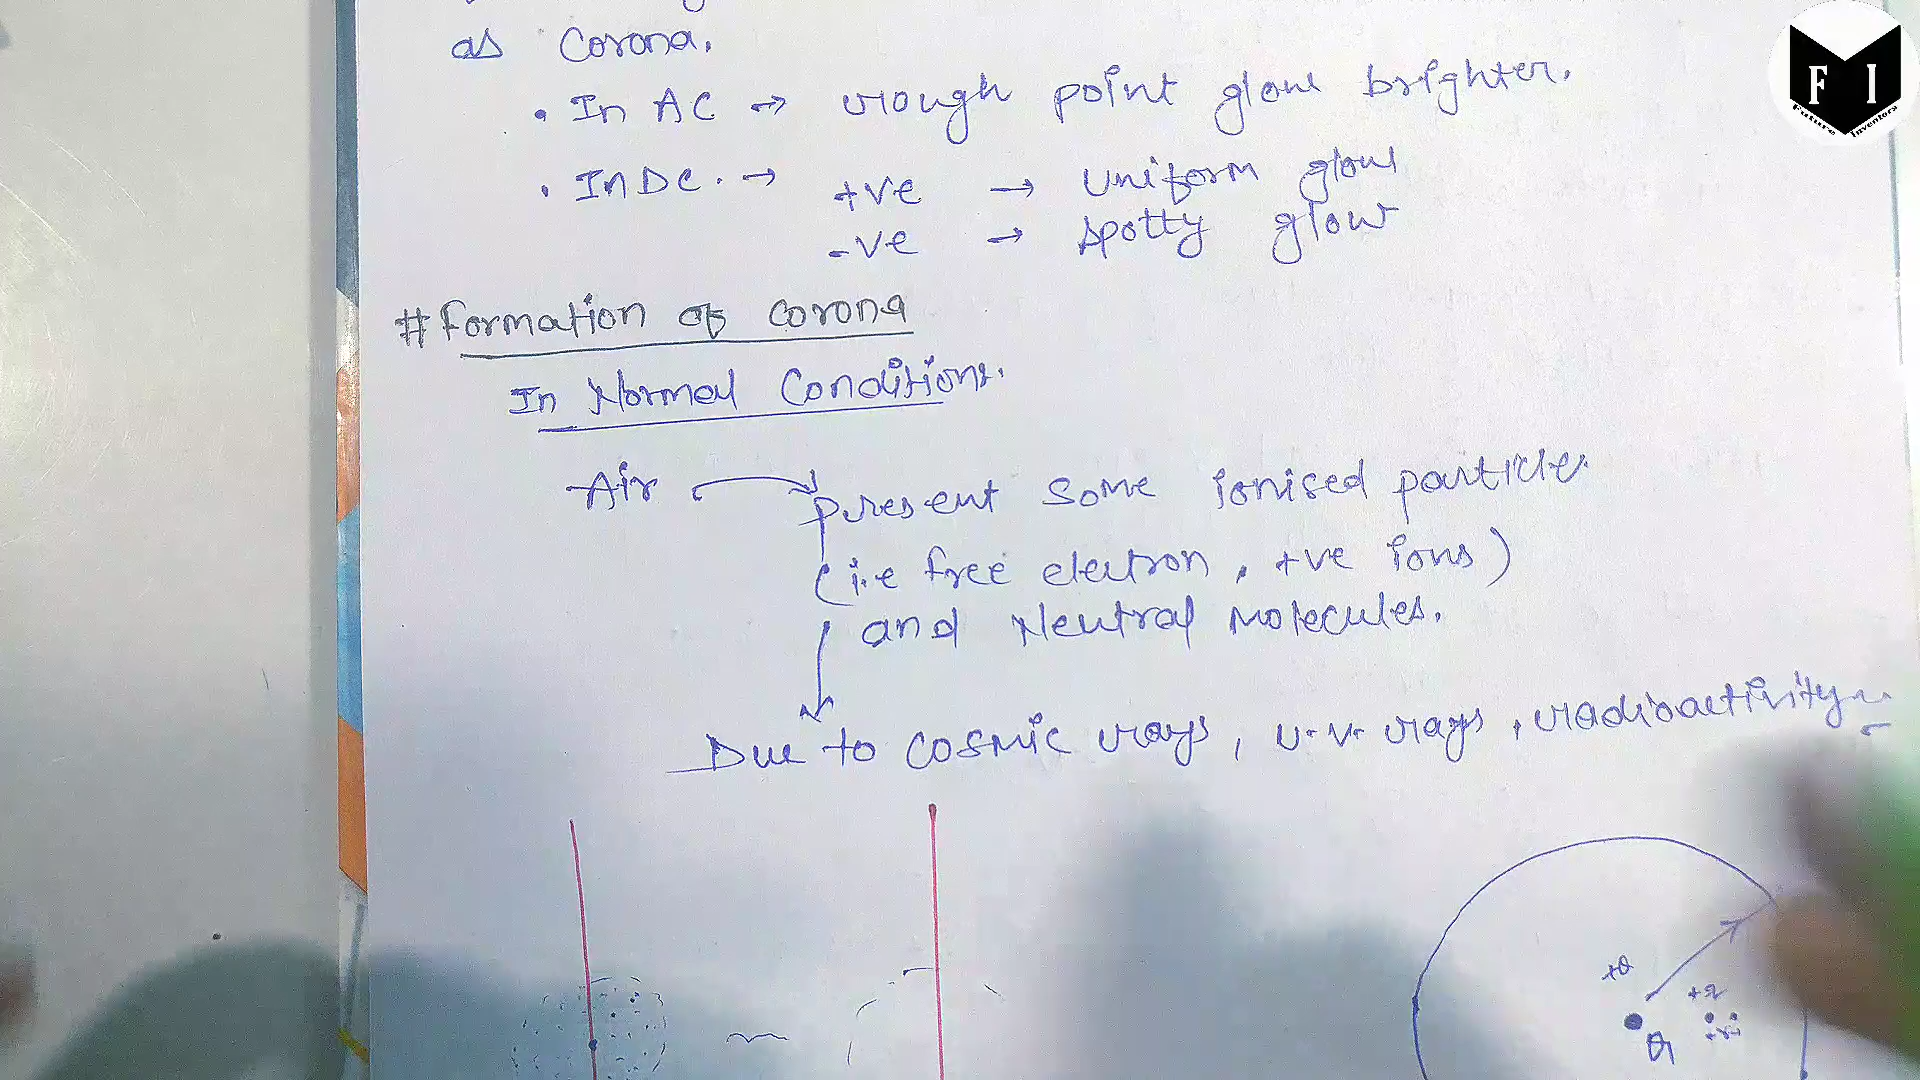 as Corona.
• In AC → rough point glow brighter.
• In DC. → +ve → Uniform glow
-ve → spotty glow
# Formation of corona
In Normal Conditions.
Air → present some ionised particle.
(i.e free electron, +ve ions)
and Neutral Molecules.
Due to cosmic rays, U.V. rays, radioactivity
+Q
F I
Future Inventors